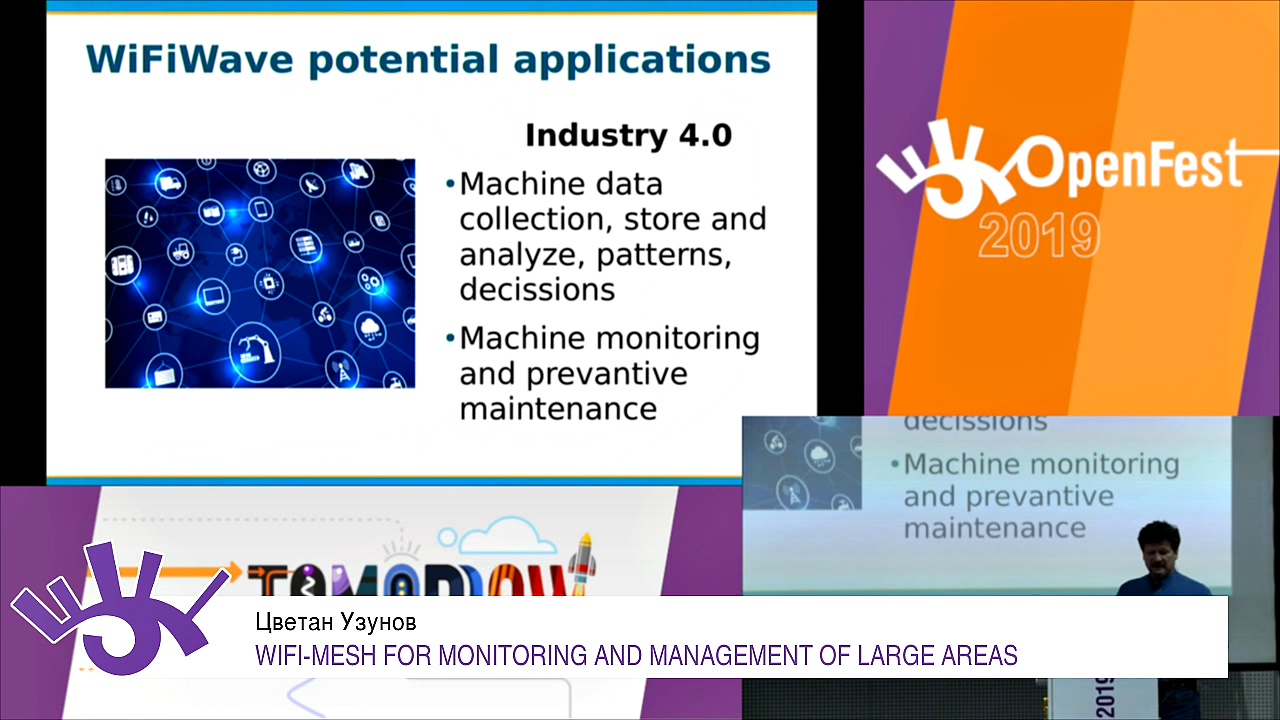 WiFiWave potential applications
Industry 4.0
•Machine data
collection, store and
analyze, patterns,
decissions
•Machine monitoring
and prevantive
maintenance
OpenFest
2019
decissions
•Machine monitoring
and prevantive
maintenance
TOMORROW
Цветан Узунов
WIFI-MESH FOR MONITORING AND MANAGEMENT OF LARGE AREAS
2019